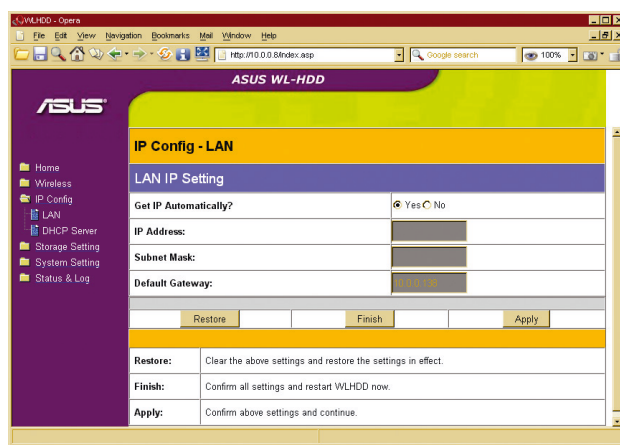 WLHDD - Opera
File Edit View Navigation Bookmarks Mail Window Help
http://10.0.0.8/index.asp
Google search
100%
ASUS WL-HDD
ASUS
IP Config - LAN
LAN IP Setting
Home
Wireless
IP Config
LAN
DHCP Server
Storage Setting
System Setting
Status & Log
Get IP Automatically? Yes No
IP Address:
Subnet Mask:
Default Gateway: 10.0.0.138
Restore Finish Apply
Restore: Clear the above settings and restore the settings in effect.
Finish: Confirm all settings and restart WLHDD now.
Apply: Confirm above settings and continue.